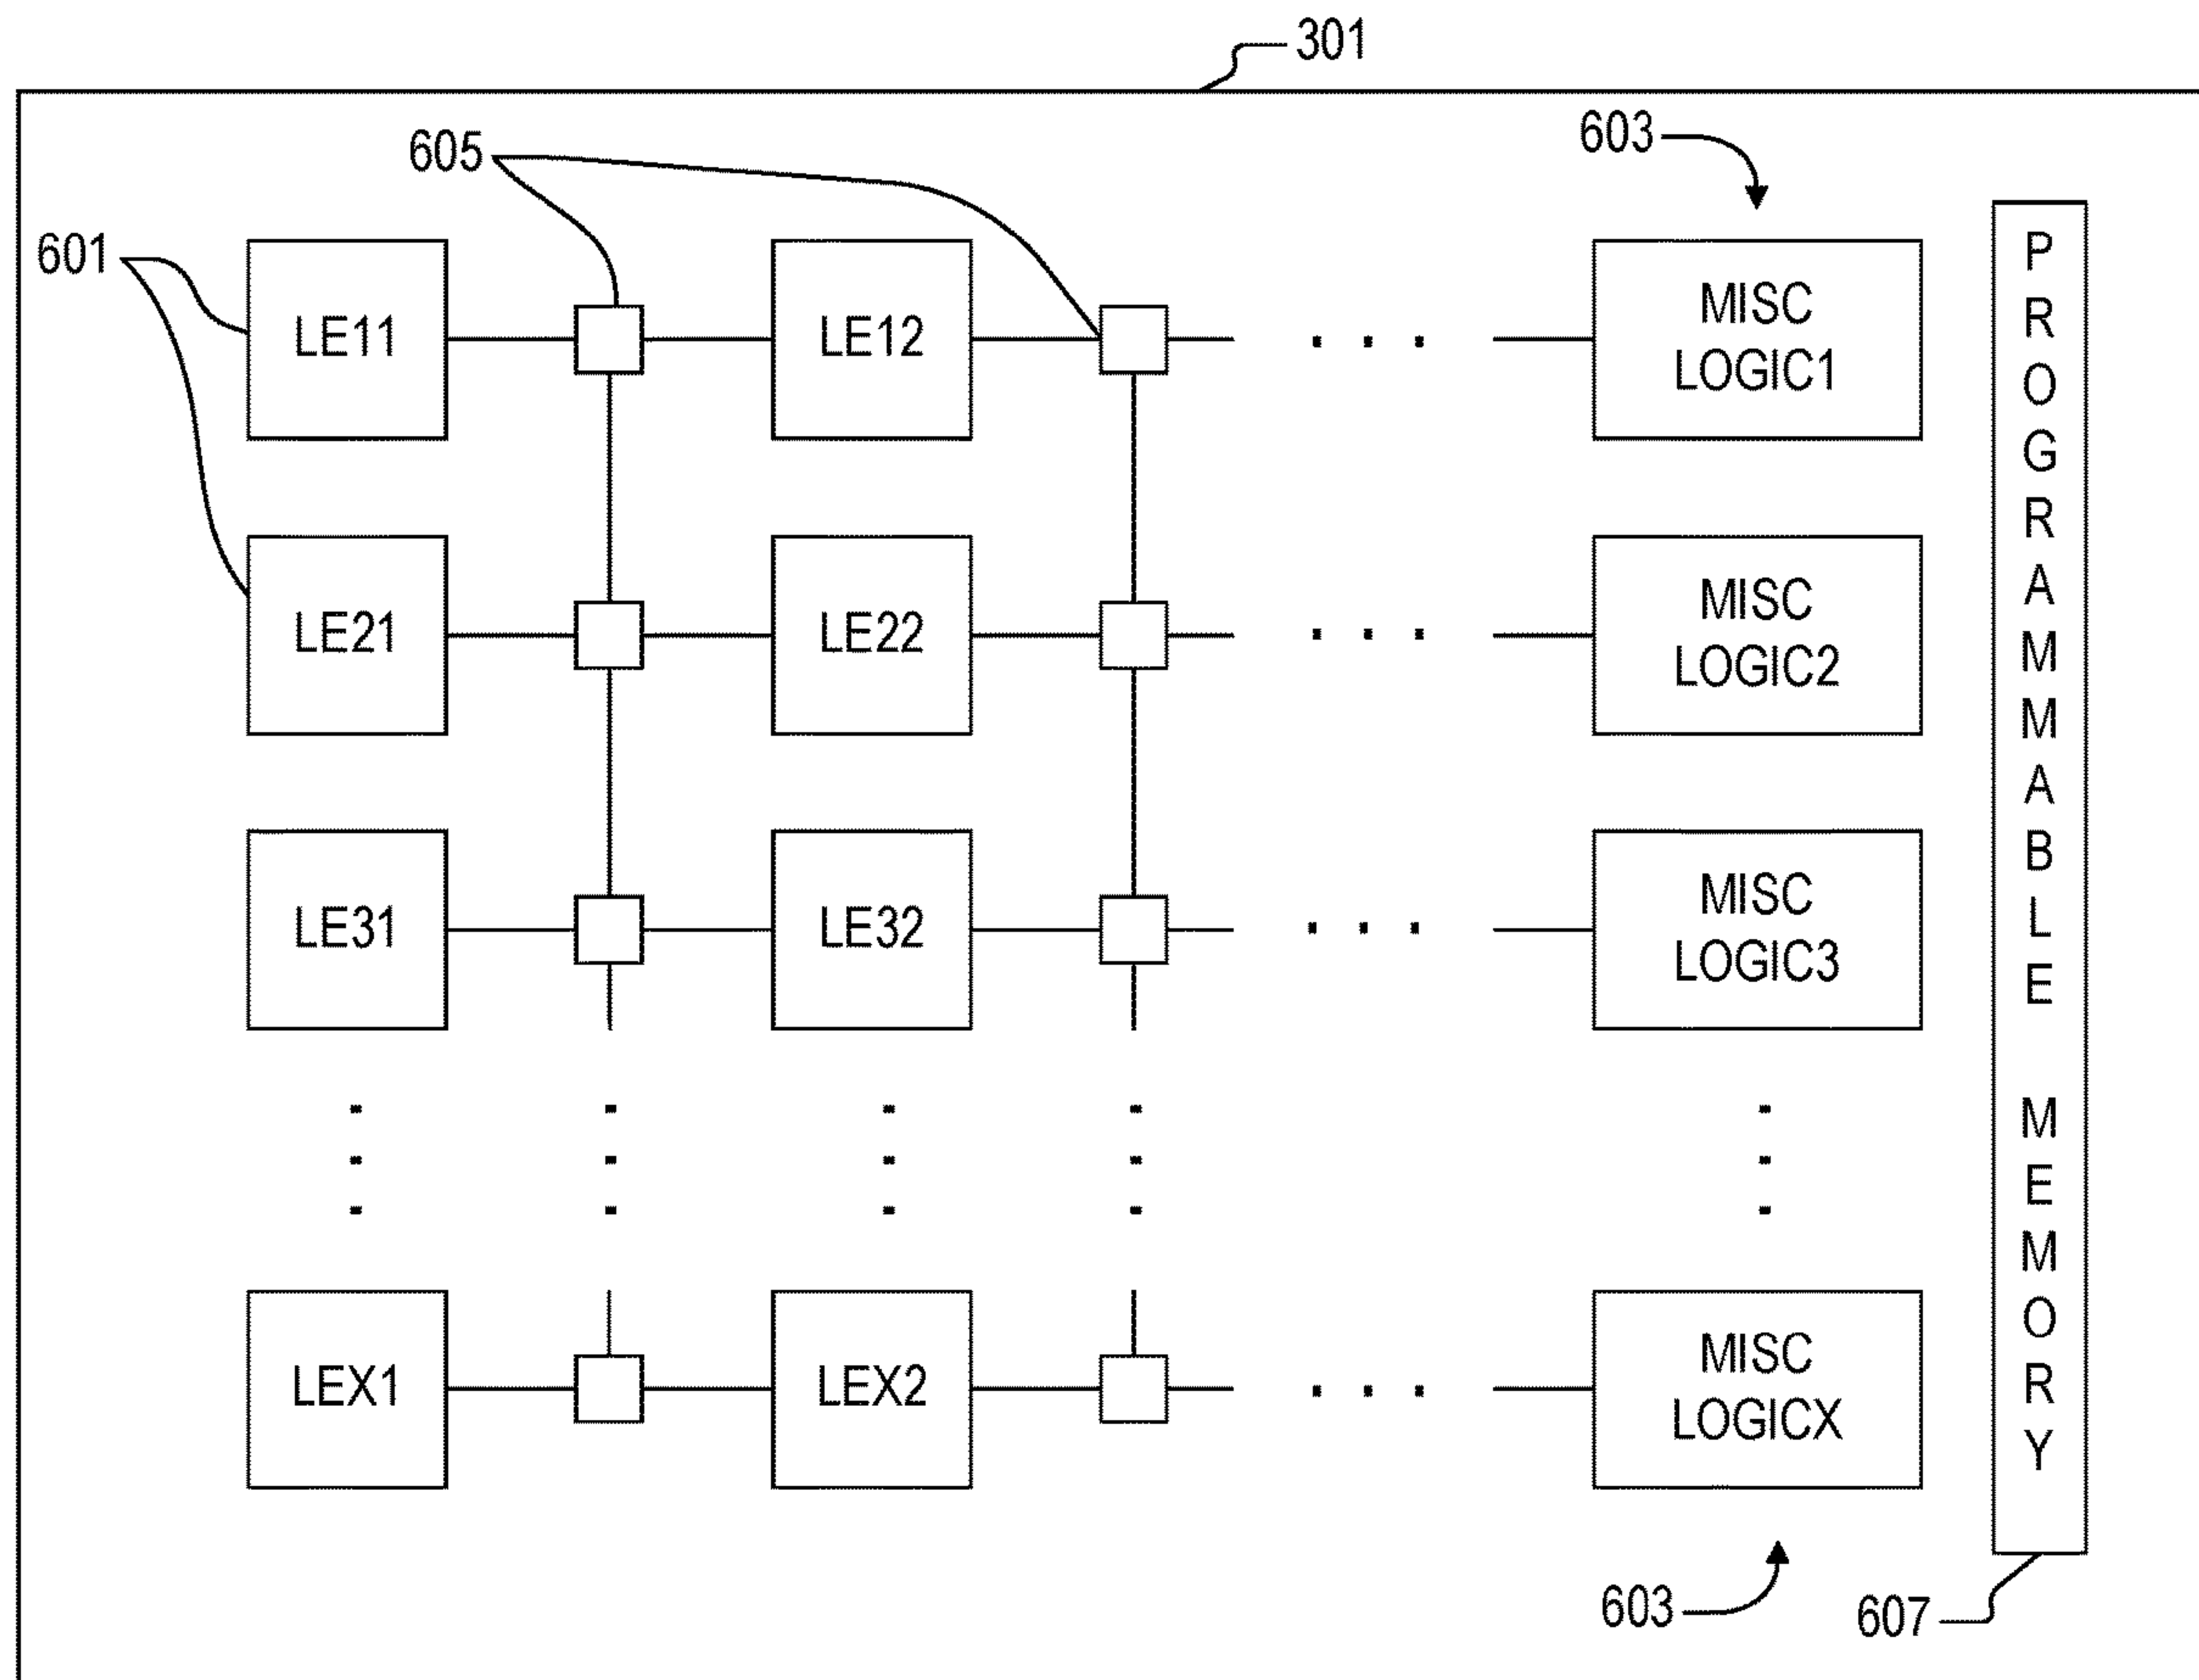 301
605
603
601
LE11
LE12
MISC
LOGIC1
LE21
LE22
MISC
LOGIC2
LE31
LE32
MISC
LOGIC3
LEX1
LEX2
MISC
LOGICX
PROGRAMMABLE MEMORY
603
607